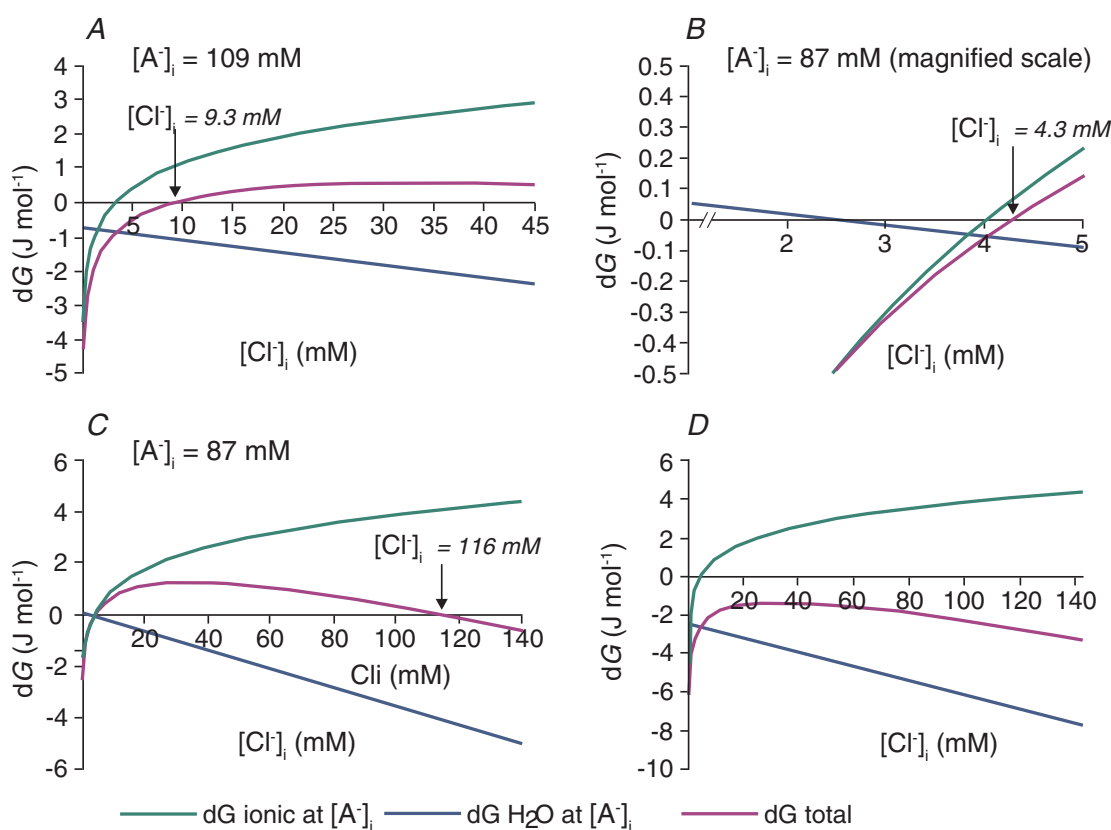 A
[A⁻]ᵢ = 109 mM
4
3
2
1
0
-1
-2
-3
-4
-5
[Cl⁻]ᵢ = 9.3 mM
5 10 15 20 25 30 35 40 45
dG (J mol⁻¹)
[Cl⁻]ᵢ (mM)
B
[A⁻]ᵢ = 87 mM (magnified scale)
0.5
0.4
0.3
0.2
0.1
0
-0.1
-0.2
-0.3
-0.4
-0.5
[Cl⁻]ᵢ = 4.3 mM
2 3 4 5
dG (J mol⁻¹)
[Cl⁻]ᵢ (mM)
C
[A⁻]ᵢ = 87 mM
6
4
2
0
-2
-4
-6
[Cl⁻]ᵢ = 116 mM
20 40 60 80 100 120 140
Cli (mM)
dG (J mol⁻¹)
[Cl⁻]ᵢ (mM)
D
6
4
2
0
-2
-4
-6
-8
-10
20 40 60 80 100 120 140
dG (J mol⁻¹)
[Cl⁻]ᵢ (mM)
dG ionic at [A⁻]ᵢ dG H2O at [A⁻]ᵢ dG total